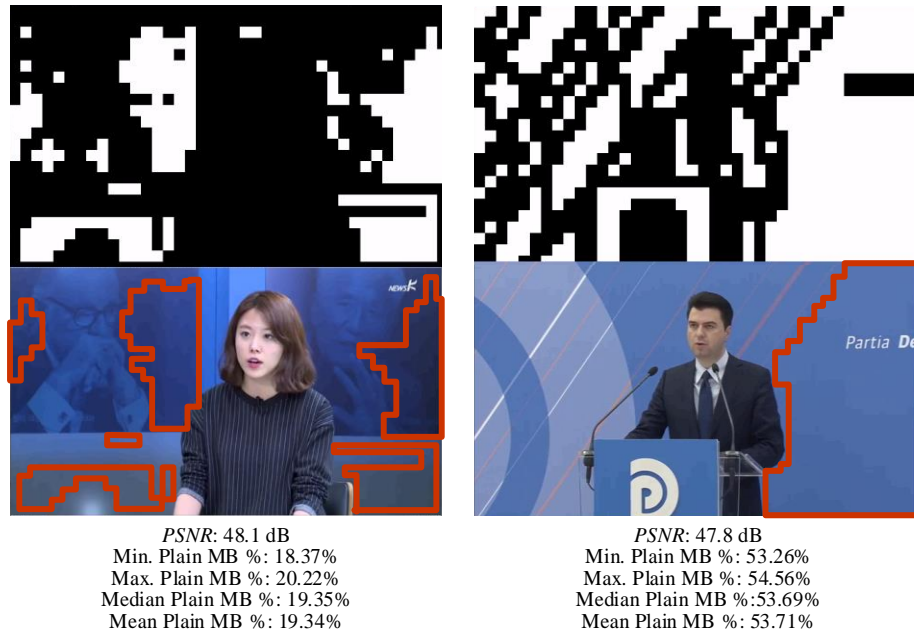 NEWS K
Partia De
PSNR: 48.1 dB
Min. Plain MB %: 18.37%
Max. Plain MB %: 20.22%
Median Plain MB %: 19.35%
Mean Plain MB %: 19.34%
PSNR: 47.8 dB
Min. Plain MB %: 53.26%
Max. Plain MB %: 54.56%
Median Plain MB %:53.69%
Mean Plain MB %: 53.71%